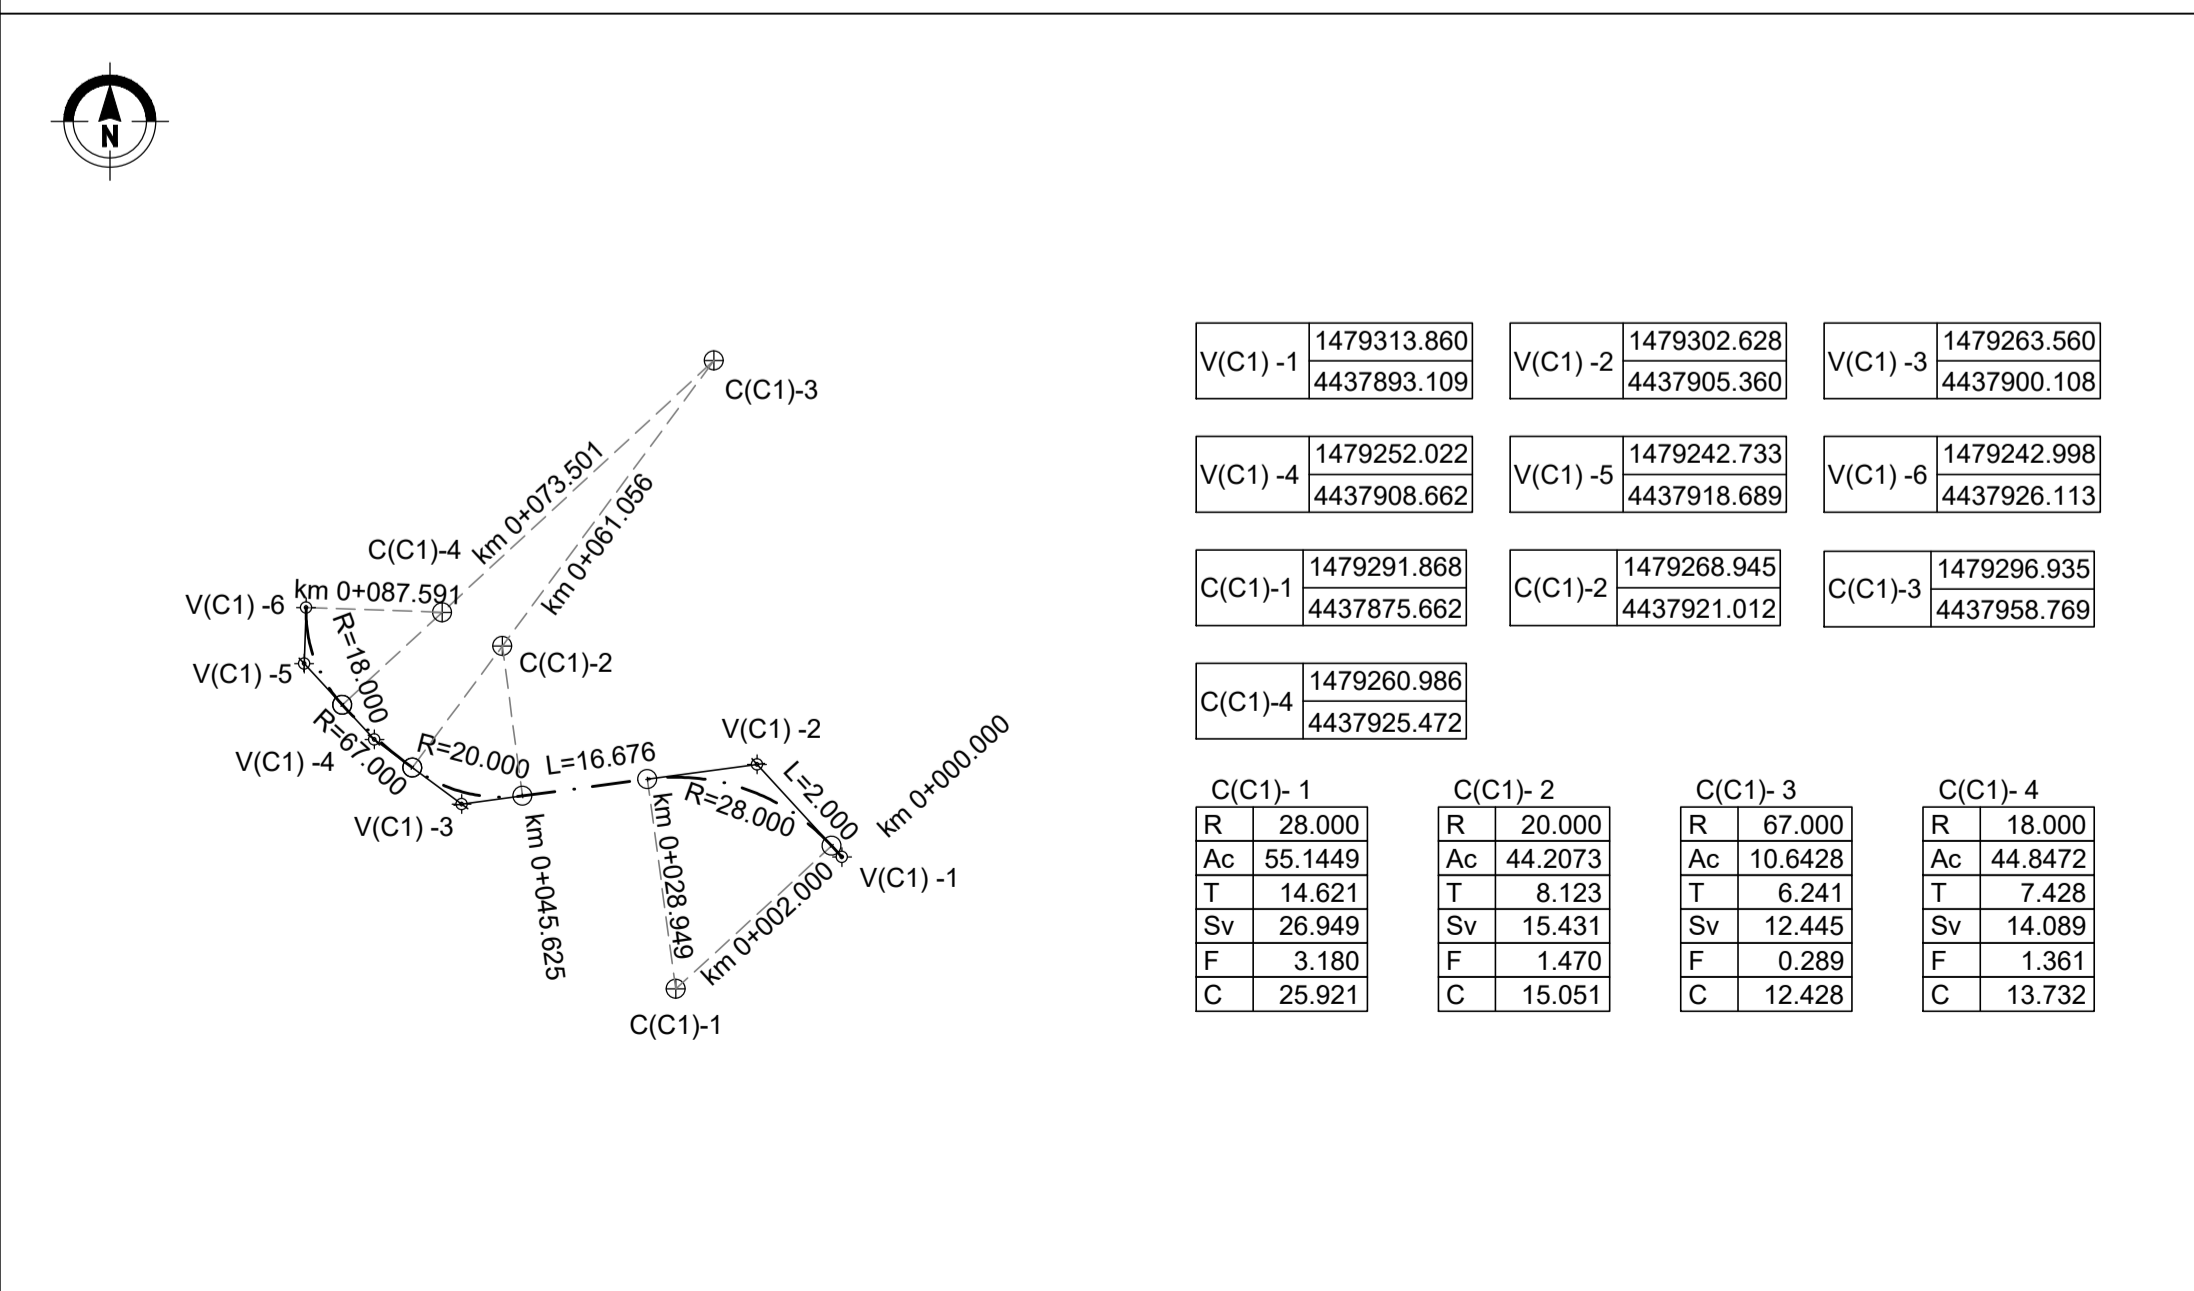 N
C(C1)-3
km 0+073.501
km 0+061.056
C(C1)-4
km 0+087.591
V(C1) -6
R=18.000
C(C1)-2
V(C1) -5
R=67.000
V(C1) -4
R=20.000
L=16.676
V(C1) -2
L=2.000
km 0+000.000
R=28.000
V(C1) -3
km 0+045.625
km 0+028.949
km 0+002.000
V(C1) -1
C(C1)-1
V(C1) -1
1479313.860
4437893.109
V(C1) -2
1479302.628
4437905.360
V(C1) -3
1479263.560
4437900.108
V(C1) -4
1479252.022
4437908.662
V(C1) -5
1479242.733
4437918.689
V(C1) -6
1479242.998
4437926.113
C(C1)-1
1479291.868
4437875.662
C(C1)-2
1479268.945
4437921.012
C(C1)-3
1479296.935
4437958.769
C(C1)-4
1479260.986
4437925.472
C(C1)- 1
R 28.000
Ac 55.1449
T 14.621
Sv 26.949
F 3.180
C 25.921
C(C1)- 2
R 20.000
Ac 44.2073
T 8.123
Sv 15.431
F 1.470
C 15.051
C(C1)- 3
R 67.000
Ac 10.6428
T 6.241
Sv 12.445
F 0.289
C 12.428
C(C1)- 4
R 18.000
Ac 44.8472
T 7.428
Sv 14.089
F 1.361
C 13.732